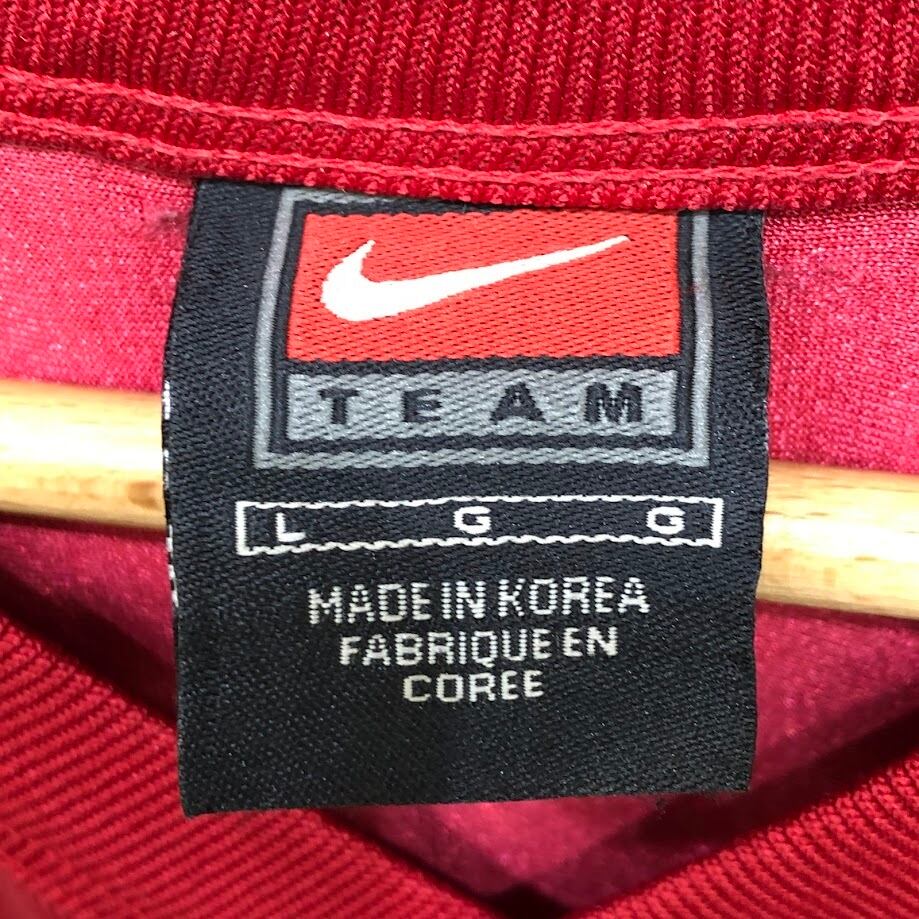 TEAM
L G G
MADE IN KOREA
FABRIQUE EN
COREE